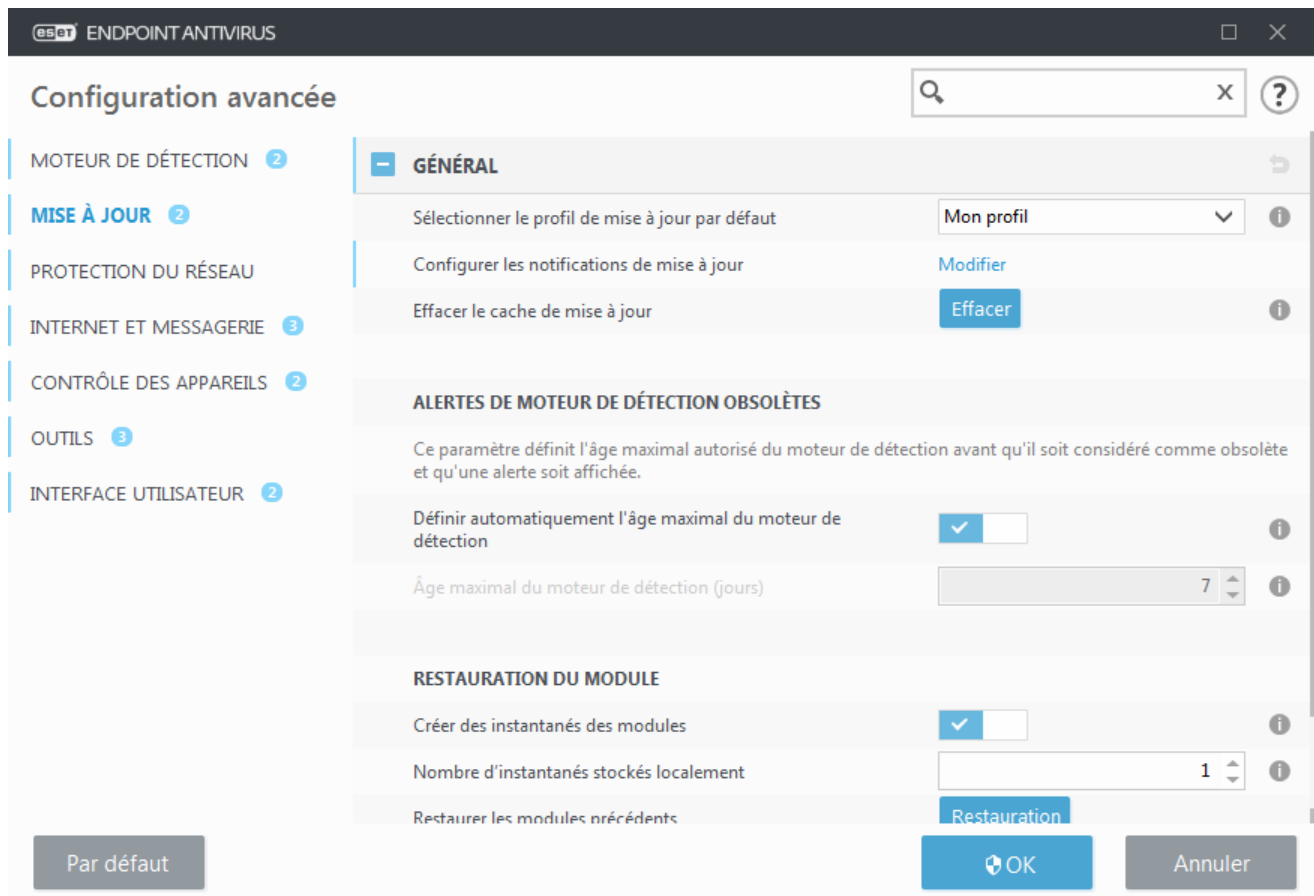 eset ENDPOINT ANTIVIRUS
Configuration avancée
X
?
MOTEUR DE DÉTECTION 2
MISE À JOUR 2
PROTECTION DU RÉSEAU
INTERNET ET MESSAGERIE 3
CONTRÔLE DES APPAREILS 2
OUTILS 3
INTERFACE UTILISATEUR 2
GÉNÉRAL
Sélectionner le profil de mise à jour par défaut
Mon profil
Configurer les notifications de mise à jour
Modifier
Effacer le cache de mise à jour
Effacer
ALERTES DE MOTEUR DE DÉTECTION OBSOLÈTES
Ce paramètre définit l'âge maximal autorisé du moteur de détection avant qu'il soit considéré comme obsolète
et qu'une alerte soit affichée.
Définir automatiquement l'âge maximal du moteur de
détection
Âge maximal du moteur de détection (jours)
7
RESTAURATION DU MODULE
Créer des instantanés des modules
Nombre d'instantanés stockés localement
1
Restaurer les modules précédents
Restauration
Par défaut
OK
Annuler